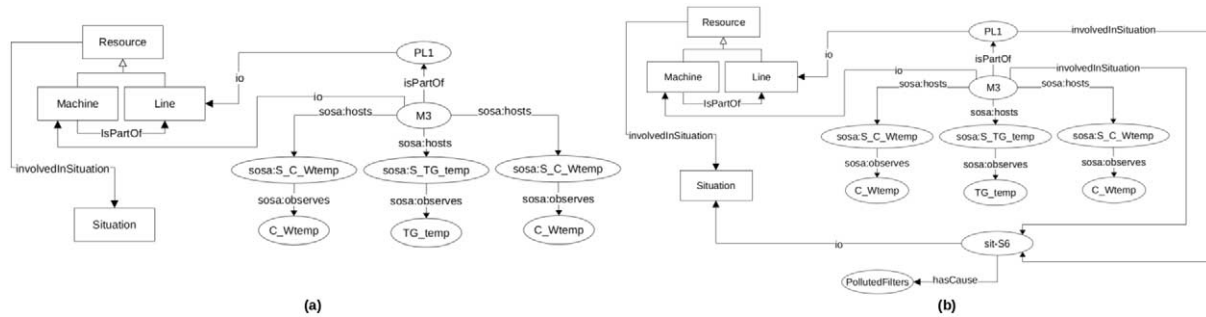 Resource
PL1
io
isPartOf
Machine
Line
IsPartOf
io
M3
sosa:hosts
sosa:hosts
sosa:hosts
involvedInSituation
sosa:S_C_Wtemp
sosa:S_TG_temp
sosa:S_C_Wtemp
sosa:observes
sosa:observes
sosa:observes
Situation
C_Wtemp
TG_temp
C_Wtemp
(a)
Resource
PL1
involvedInSituation
io
isPartOf
Machine
Line
io
involvedInSituation
IsPartOf
M3
sosa:hosts
sosa:hosts
sosa:hosts
involvedInSituation
sosa:S_C_Wtemp
sosa:S_TG_temp
sosa:S_C_Wtemp
sosa:observes
sosa:observes
sosa:observes
Situation
C_Wtemp
TG_temp
C_Wtemp
io
sit-S6
PollutedFilters
hasCause
(b)